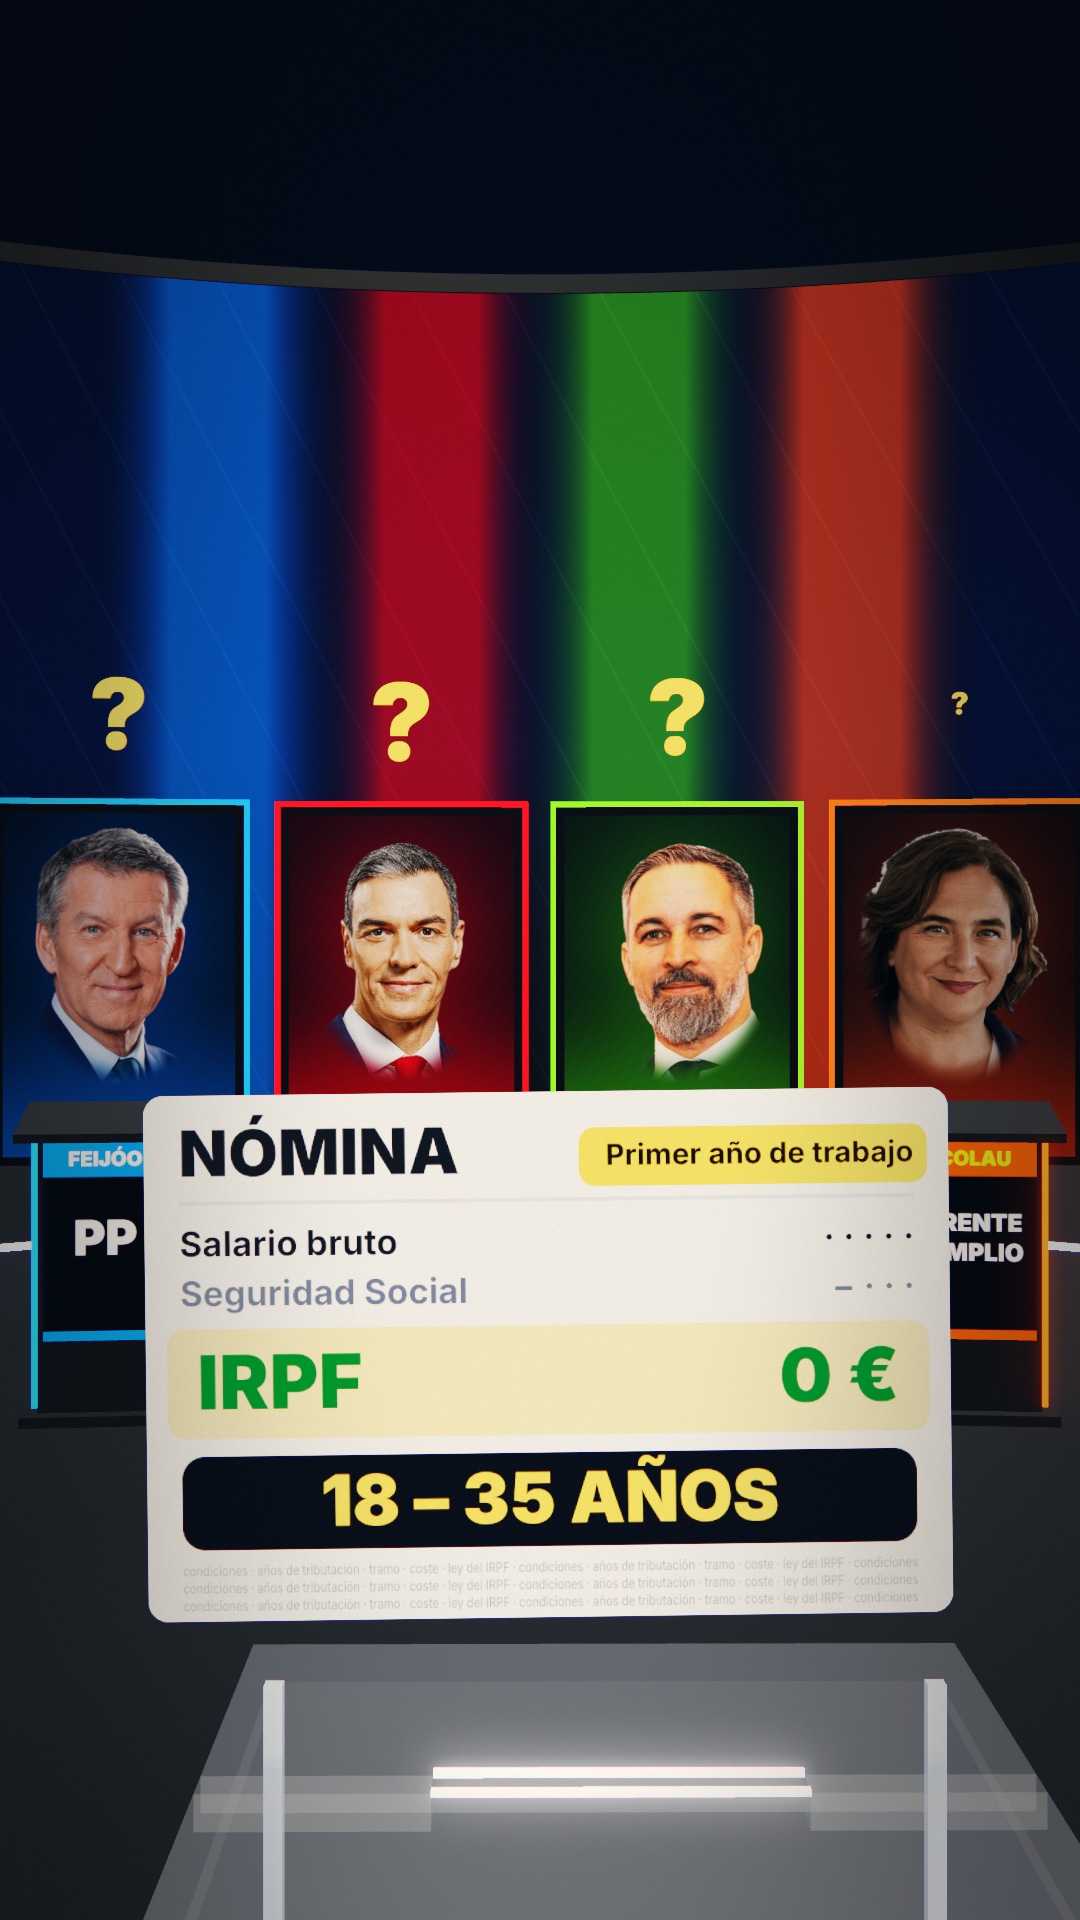 ? ? ? ?
FEIJÓO
PP
COLAU
RENTE
MPLIO
NÓMINA
Primer año de trabajo
Salario bruto · · · · ·
Seguridad Social – · · ·
IRPF 0 €
18 – 35 AÑOS
condiciones · años de tributación · tramo · coste · ley del IRPF · condiciones · años de tributación · tramo · coste · ley del IRPF · condiciones
condiciones · años de tributación · tramo · coste · ley del IRPF · condiciones · años de tributación · tramo · coste · ley del IRPF · condiciones
condiciones · años de tributación · tramo · coste · ley del IRPF · condiciones · años de tributación · tramo · coste · ley del IRPF · condiciones